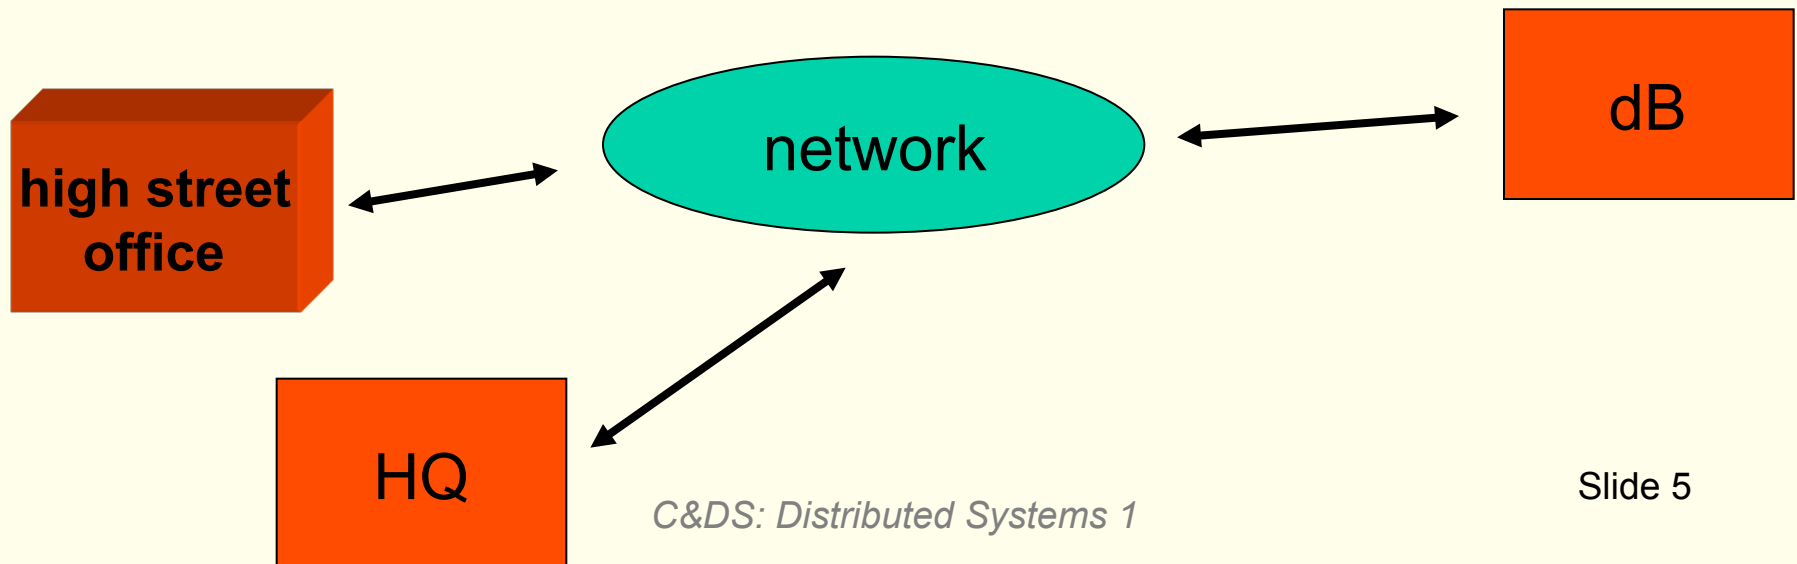 high street
office
network
dB
HQ
C&DS: Distributed Systems 1
Slide 5